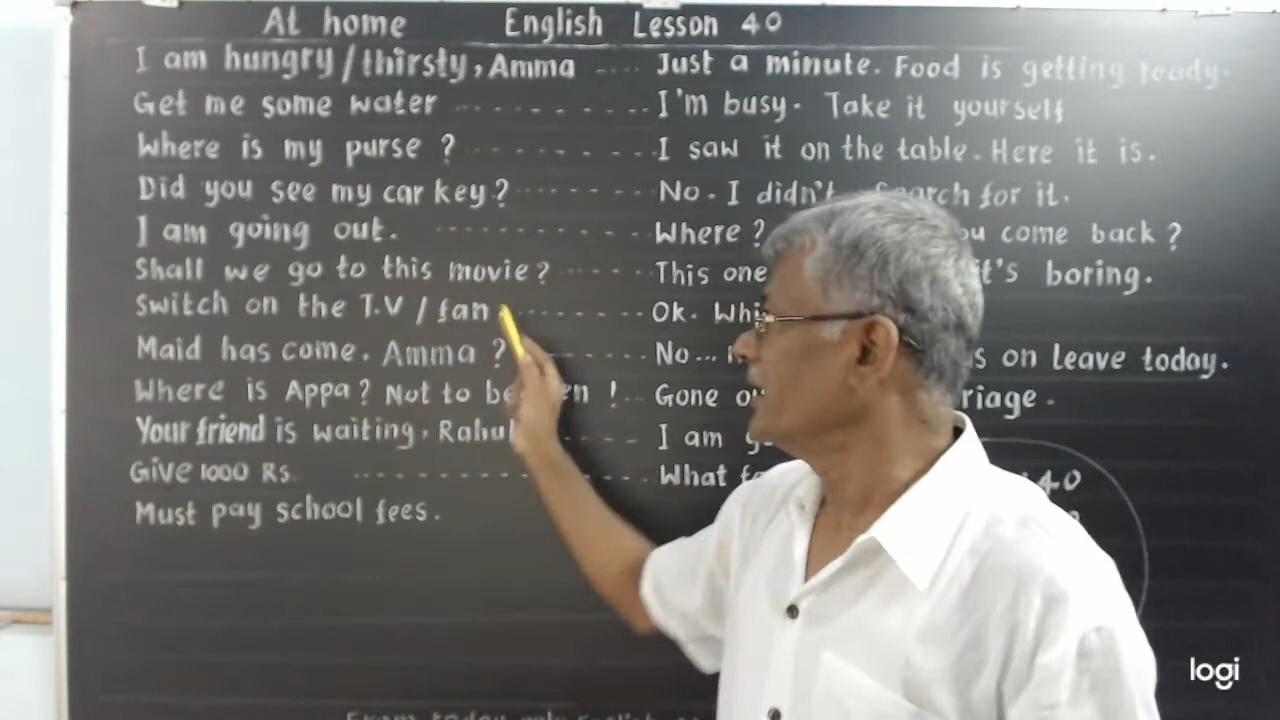 At home English Lesson 40
I am hungry / thirsty, Amma .... Just a minute. Food is getting ready.
Get me some water .......... I'm busy. Take it yourself
Where is my purse ? .......... I saw it on the table. Here it is.
Did you see my car key? ........ No. I didn't. Search for it.
I am going out. ............ Where ? come back ?
Shall we go to this movie? ...... This one it's boring.
Switch on the T.V / fan ........ Ok.
Maid has come. Amma ? ...... No... on leave today.
Where is Appa? Not to be ! .. Gone
Your friend is waiting, Rahul .... I am
Give 1000 Rs. .............. What 40
Must pay school fees.
From today only English
logi